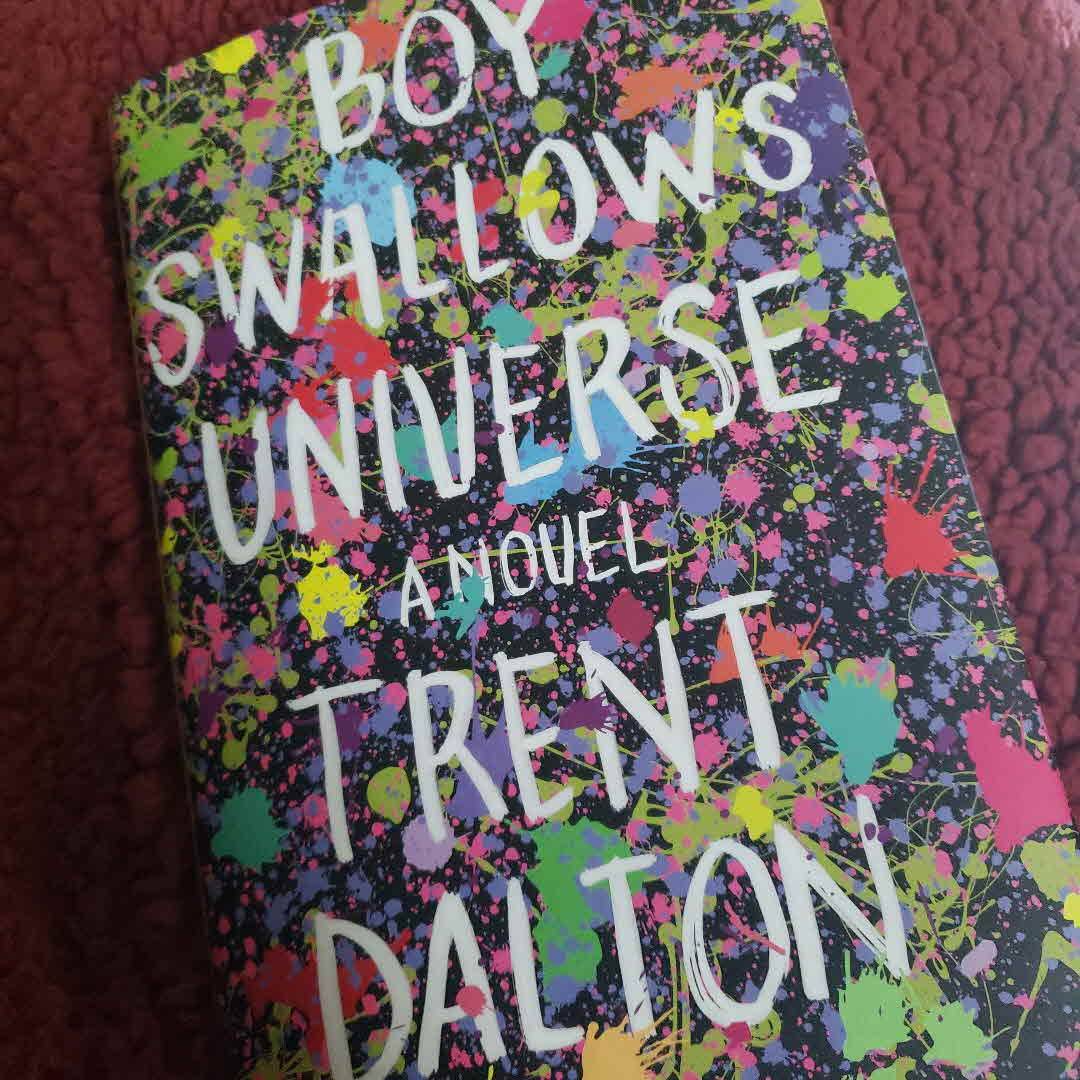 BOY
SWALLOWS
UNIVERSE
A NOVEL
TRENT
DALTON